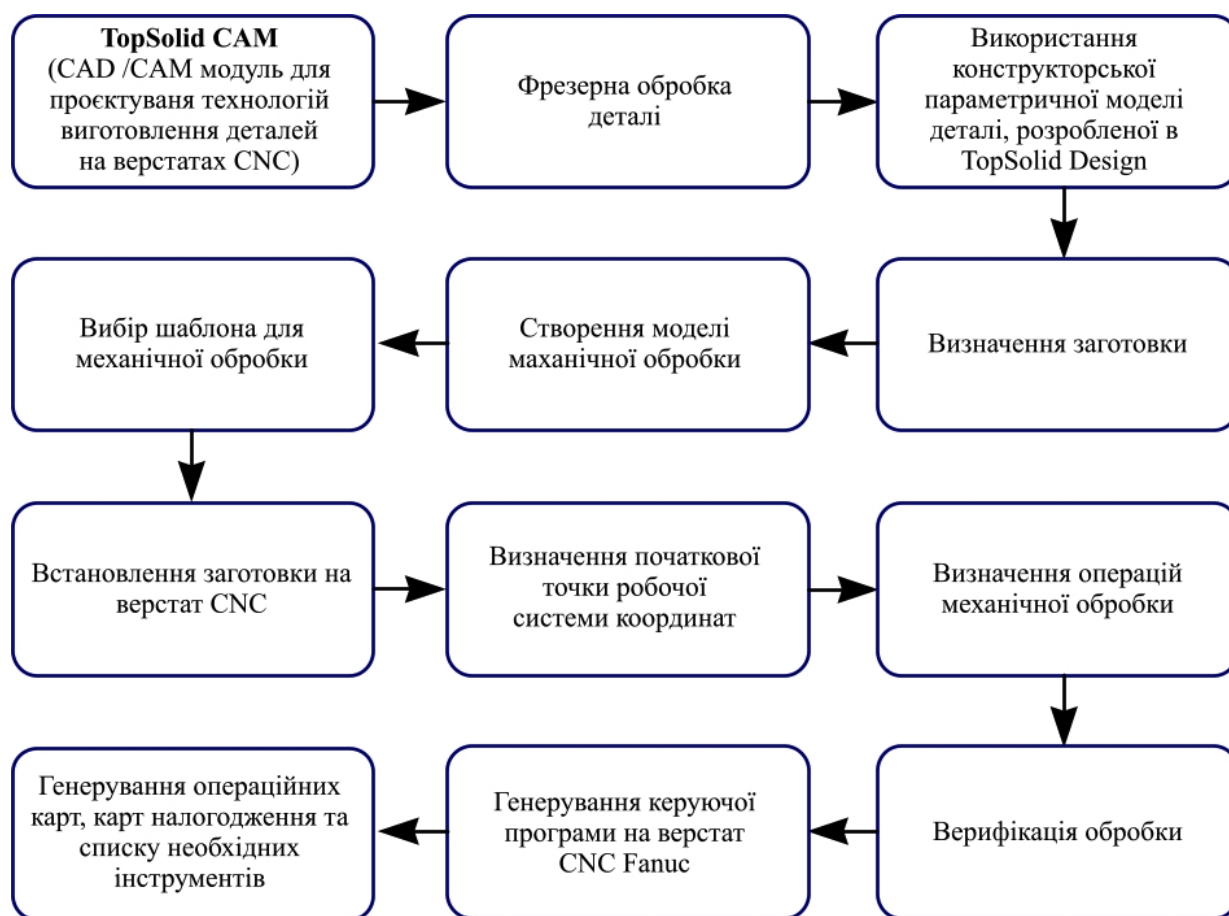 TopSolid CAM
(CAD /CAM модуль для
проєктуваня технологій
виготовлення деталей
на верстатах CNC)
Фрезерна обробка
деталі
Використання
конструкторської
параметричної моделі
деталі, розробленої в
TopSolid Design
Визначення заготовки
Створення моделі
маханічної обробки
Вибір шаблона для
механічної обробки
Встановлення заготовки на
верстат CNC
Визначення початкової
точки робочої
системи координат
Визначення операцій
механічної обробки
Верифікація обробки
Генерування керуючої
програми на верстат
CNC Fanuc
Генерування операційних
карт, карт налогодження та
списку необхідних
інструментів